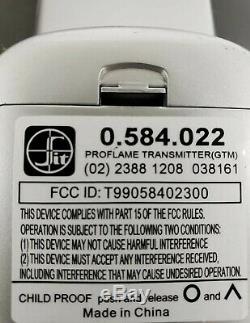 Sit
0.584.022
PROFLAME TRANSMITTER(GTM)
(02) 2388 1208 038161
FCC ID: T99058402300
THIS DEVICE COMPLIES WITH PART 15 OF THE FCC RULES.
OPERATION IS SUBJECT TO THE FOLLOWING TWO CONDITIONS:
(1) THIS DEVICE MAY NOT CAUSE HARMFUL INTERFERENCE
(2) THIS DEVICE MUST ACCEPT ANY INTERFERENCE RECEIVED,
INCLUDING INTERFERENCE THAT MAY CAUSE UNDESIRED OPERATION.
CHILD PROOF push and release O and ∧
Made in China